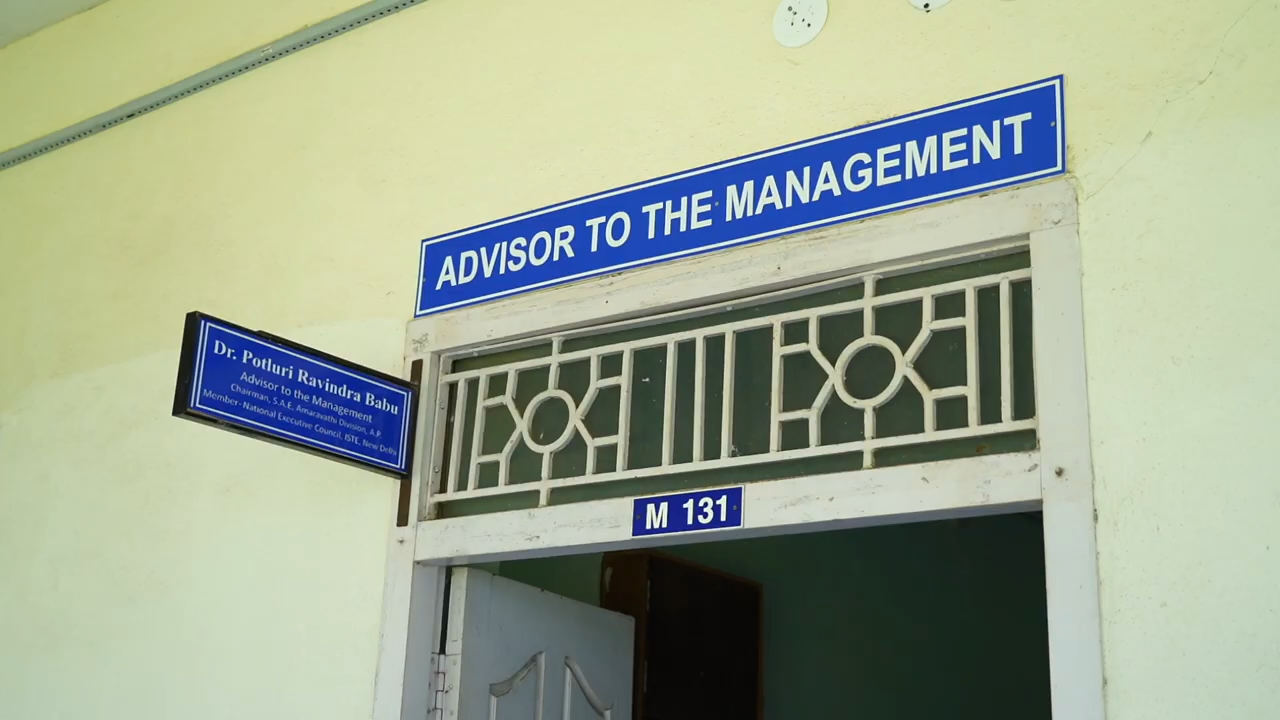 ADVISOR TO THE MANAGEMENT
Dr. Potluri Ravindra Babu
Advisor to the Management
Chairman, S.A.E. Amaravathi Division, A.P.
Member- National Executive Council, ISTE, New Delhi
M 131